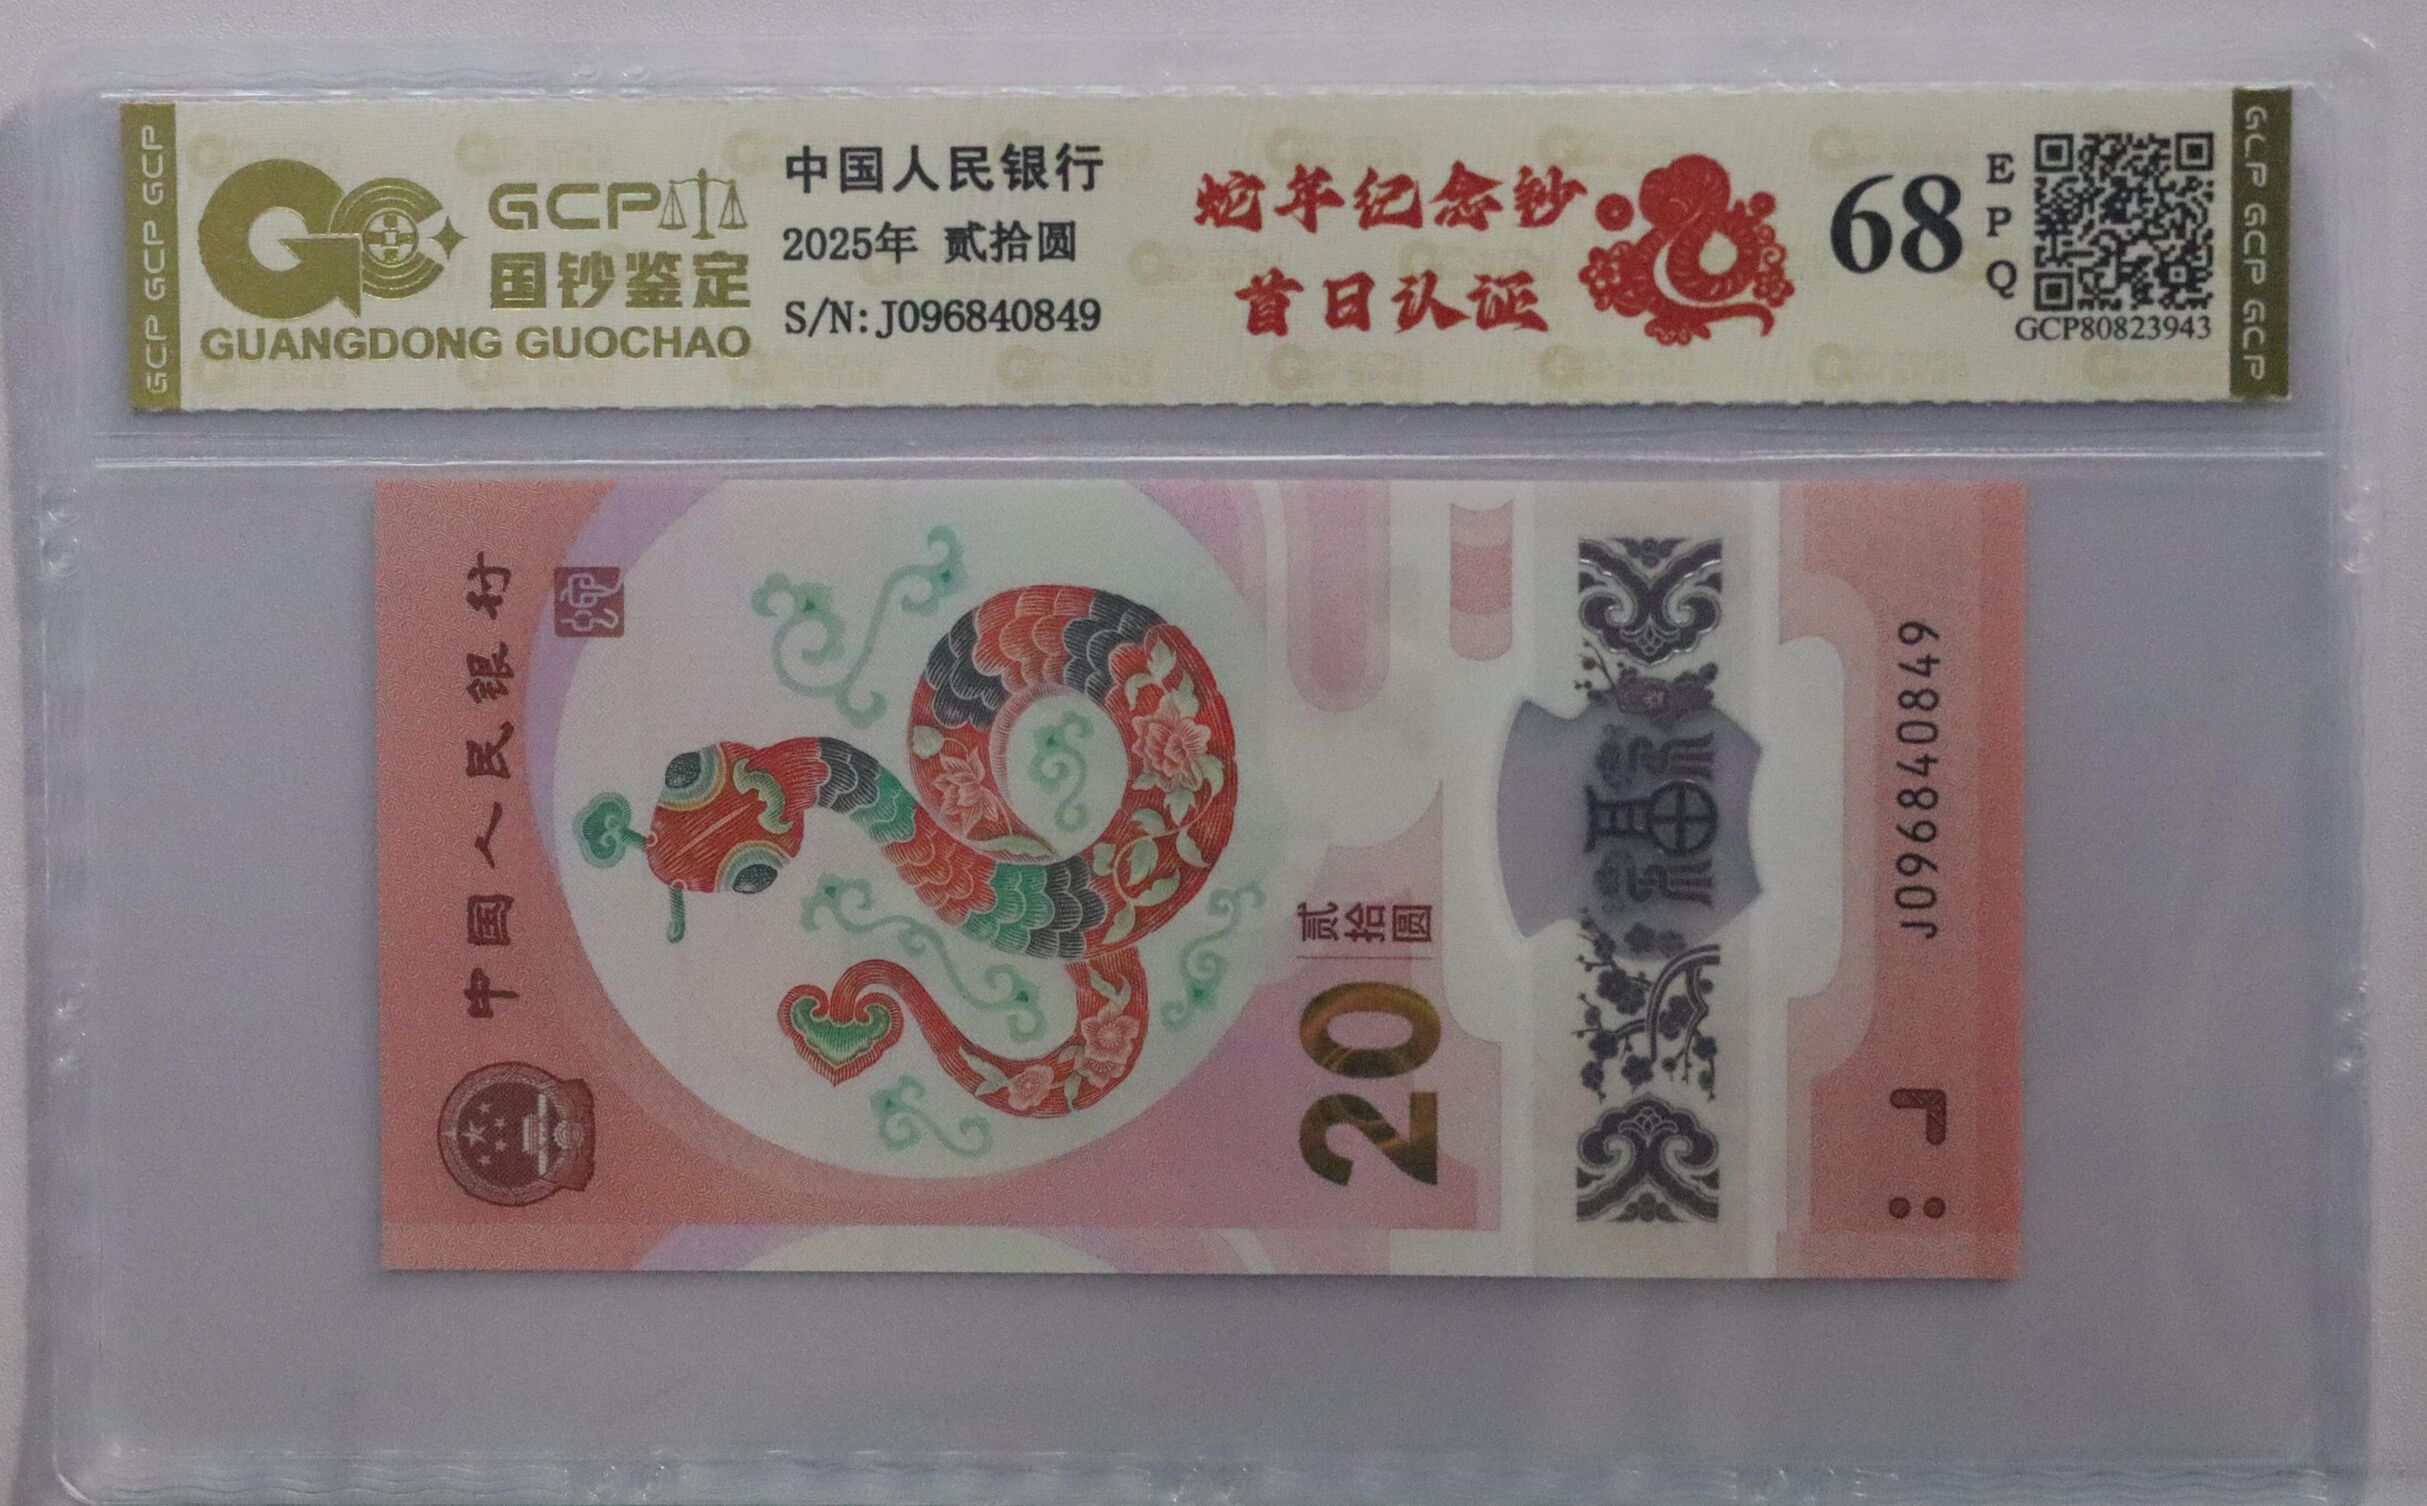 GCP GCP GCP
GCP
国钞鉴定
GUANGDONG GUOCHAO
中国人民银行
2025年 贰拾圆
S/N: J096840849
蛇年纪念钞
首日认证
68
EPQ
GCP80823943
GCP GCP GCP
中国人民银行
20
贰拾圆
J096840849